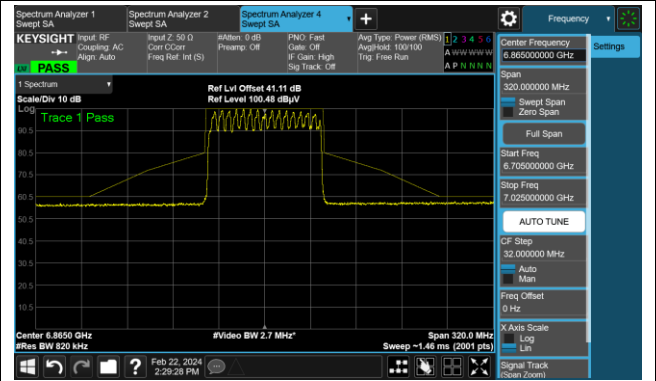 Spectrum Analyzer 1
Swept SA
Spectrum Analyzer 2
Swept SA
Spectrum Analyzer 4
Swept SA
Frequency
KEYSIGHT
Input: RF
Coupling: AC
Align: Auto
Input Z: 50 Ω
Corr CCorr
Freq Ref: Int (S)
#Atten: 0 dB
Preamp: Off
PNO: Fast
Gate: Off
IF Gain: High
Sig Track: Off
Avg Type: Power (RMS)
Avg|Hold: 100/100
Trig: Free Run
1 2 3 4 5 6
A W W W W W
A P N N N N
PASS
Center Frequency
6.865000000 GHz
Settings
Span
320.000000 MHz
Swept Span
Zero Span
Full Span
Start Freq
6.705000000 GHz
Stop Freq
7.025000000 GHz
AUTO TUNE
CF Step
32.000000 MHz
Auto
Man
Freq Offset
0 Hz
X Axis Scale
Log
Lin
Signal Track
(Span Zoom)
1 Spectrum
Scale/Div 10 dB
Ref Lvl Offset 41.11 dB
Ref Level 100.48 dBµV
Log
Trace 1 Pass
90.5
80.5
70.5
60.5
50.5
40.5
30.5
20.5
10.5
Center 6.8650 GHz
#Res BW 820 kHz
#Video BW 2.7 MHz*
Span 320.0 MHz
Sweep ~1.46 ms (2001 pts)
Feb 22, 2024
2:29:28 PM